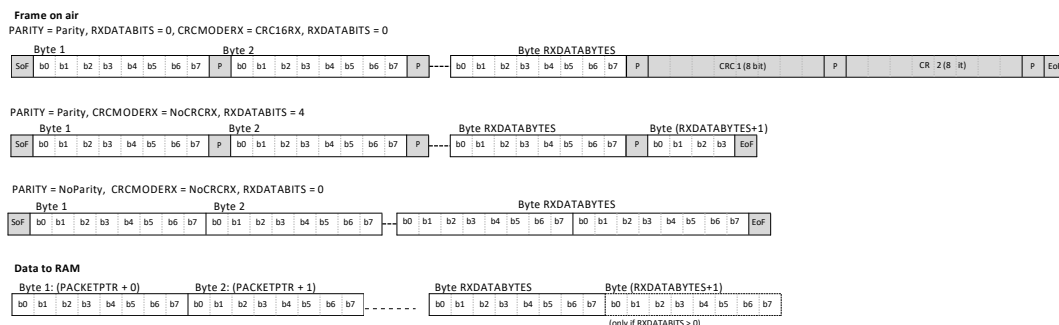 Frame on air
PARITY = Parity, RXDATABITS = 0, CRCMODERX = CRC16RX, RXDATABITS = 0
Byte 1 Byte 2 Byte RXDATABYTES
SoF b0 b1 b2 b3 b4 b5 b6 b7 P b0 b1 b2 b3 b4 b5 b6 b7 P b0 b1 b2 b3 b4 b5 b6 b7 P CRC 1 (8 bit) P CR 2 (8 it) P EoF
PARITY = Parity, CRCMODERX = NoCRCRX, RXDATABITS = 4
Byte 1 Byte 2 Byte RXDATABYTES Byte (RXDATABYTES+1)
SoF b0 b1 b2 b3 b4 b5 b6 b7 P b0 b1 b2 b3 b4 b5 b6 b7 P b0 b1 b2 b3 b4 b5 b6 b7 P b0 b1 b2 b3 EoF
PARITY = NoParity, CRCMODERX = NoCRCRX, RXDATABITS = 0
Byte 1 Byte 2 Byte RXDATABYTES
SoF b0 b1 b2 b3 b4 b5 b6 b7 b0 b1 b2 b3 b4 b5 b6 b7 b0 b1 b2 b3 b4 b5 b6 b7 b0 b1 b2 b3 b4 b5 b6 b7 EoF
Data to RAM
Byte 1: (PACKETPTR + 0) Byte 2: (PACKETPTR + 1) Byte RXDATABYTES Byte (RXDATABYTES+1)
b0 b1 b2 b3 b4 b5 b6 b7 b0 b1 b2 b3 b4 b5 b6 b7 b0 b1 b2 b3 b4 b5 b6 b7 b0 b1 b2 b3 b4 b5 b6 b7
(only if RXDATABITS > 0)